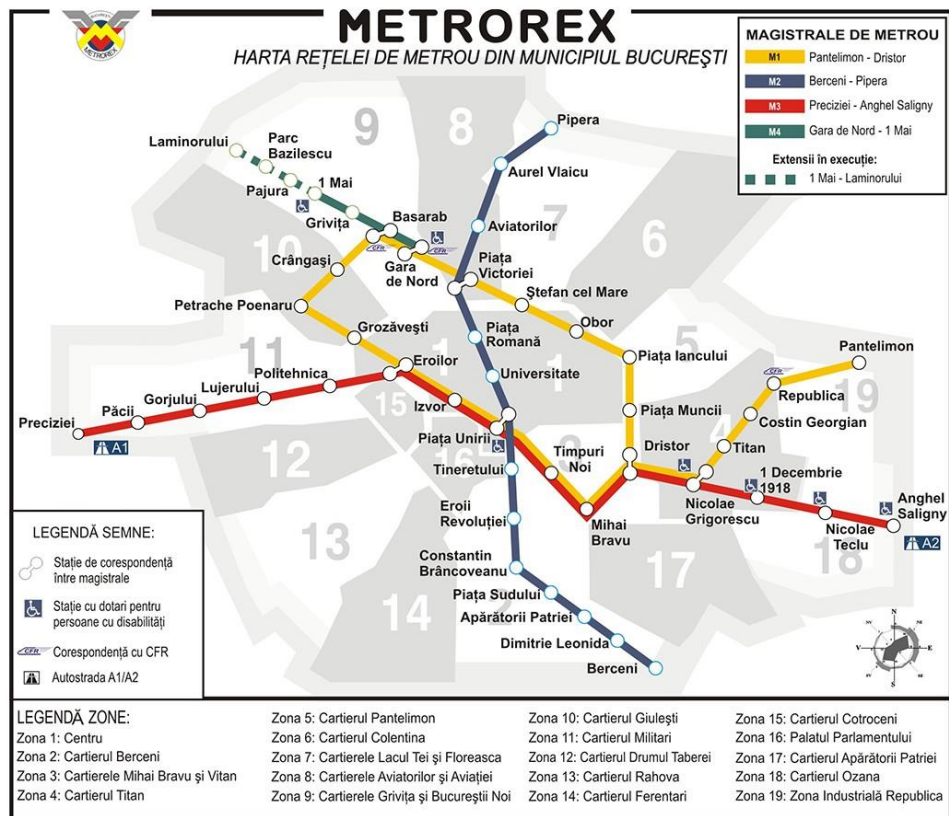 METROREX
METROREX
HARTA REȚELEI DE METROU DIN MUNICIPIUL BUCUREȘTI
MAGISTRALE DE METROU
M1 Pantelimon - Dristor
M2 Berceni - Pipera
M3 Preciziei - Anghel Saligny
M4 Gara de Nord - 1 Mai
Extensii în execuție:
1 Mai - Laminorului
9
8
7
6
10
5
11
1
1
19
15
16
3
4
12
13
14
2
17
18
Pipera
Laminorului
Parc
Bazilescu
Pajura
1 Mai
Grivița
Basarab
CFR
CFR
Gara
de Nord
Aurel Vlaicu
Aviatorilor
Piața
Victoriei
Crângași
Ștefan cel Mare
Petrache Poenaru
Obor
Grozăvești
Piața
Romană
Piața Iancului
Pantelimon
Eroilor
Politehnica
Universitate
CFR
Republica
Lujerului
Gorjului
Păcii
Preciziei
A1
Izvor
Piața Muncii
Costin Georgian
Piața Unirii
Titan
Timpuri
Noi
Dristor
Tineretului
1 Decembrie
1918
Nicolae
Grigorescu
Anghel
Saligny
Eroii
Revoluției
Mihai
Bravu
Nicolae
Teclu
A2
Constantin
Brâncoveanu
Piața Sudului
Apărătorii Patriei
Dimitrie Leonida
Berceni
LEGENDĂ SEMNE:
Stație de corespondență
între magistrale
Stație cu dotari pentru
persoane cu disabilități
CFR Corespondență cu CFR
Autostrada A1/A2
N
NV
NE
V
E
SV
SE
S
LEGENDĂ ZONE:
Zona 1: Centru
Zona 2: Cartierul Berceni
Zona 3: Cartierele Mihai Bravu și Vitan
Zona 4: Cartierul Titan
Zona 5: Cartierul Pantelimon
Zona 6: Cartierul Colentina
Zona 7: Cartierele Lacul Tei și Floreasca
Zona 8: Cartierele Aviatorilor și Aviației
Zona 9: Cartierele Grivița și Bucureștii Noi
Zona 10: Cartierul Giulești
Zona 11: Cartierul Militari
Zona 12: Cartierul Drumul Taberei
Zona 13: Cartierul Rahova
Zona 14: Cartierul Ferentari
Zona 15: Cartierul Cotroceni
Zona 16: Palatul Parlamentului
Zona 17: Cartierul Apărătorii Patriei
Zona 18: Cartierul Ozana
Zona 19: Zona Industrială Republica